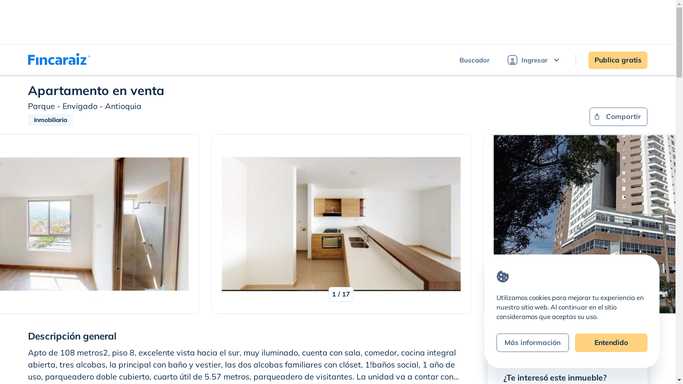 Fincaraiz
Buscador
Ingresar
Publica gratis
Apartamento en venta
Parque - Envigado - Antioquia
Inmobiliaria
Compartir
1 / 17
Utilizamos cookies para mejorar tu experiencia en
nuestro sitio web. Al continuar en el sitio
consideramos que aceptas su uso.
Más información
Entendido
Descripción general
Apto de 108 metros2, piso 8, excelente vista hacia el sur, muy iluminado, cuenta con sala, comedor, cocina integral
abierta, tres alcobas, la principal con baño y vestier, las dos alcobas familiares con clóset, 1!baños social, 1 año de
uso, parqueadero doble cubierto, cuarto útil de 5.57 metros, parqueadero de visitantes. La unidad va a contar con...
¿Te interesó este inmueble?